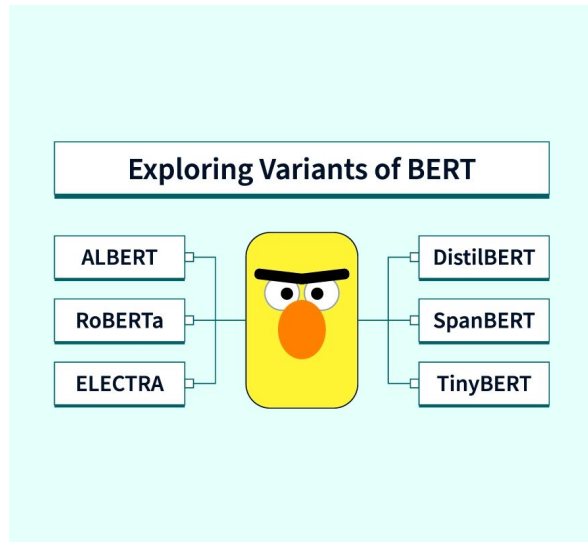 Exploring Variants of BERT
ALBERT
RoBERTa
ELECTRA
DistilBERT
SpanBERT
TinyBERT